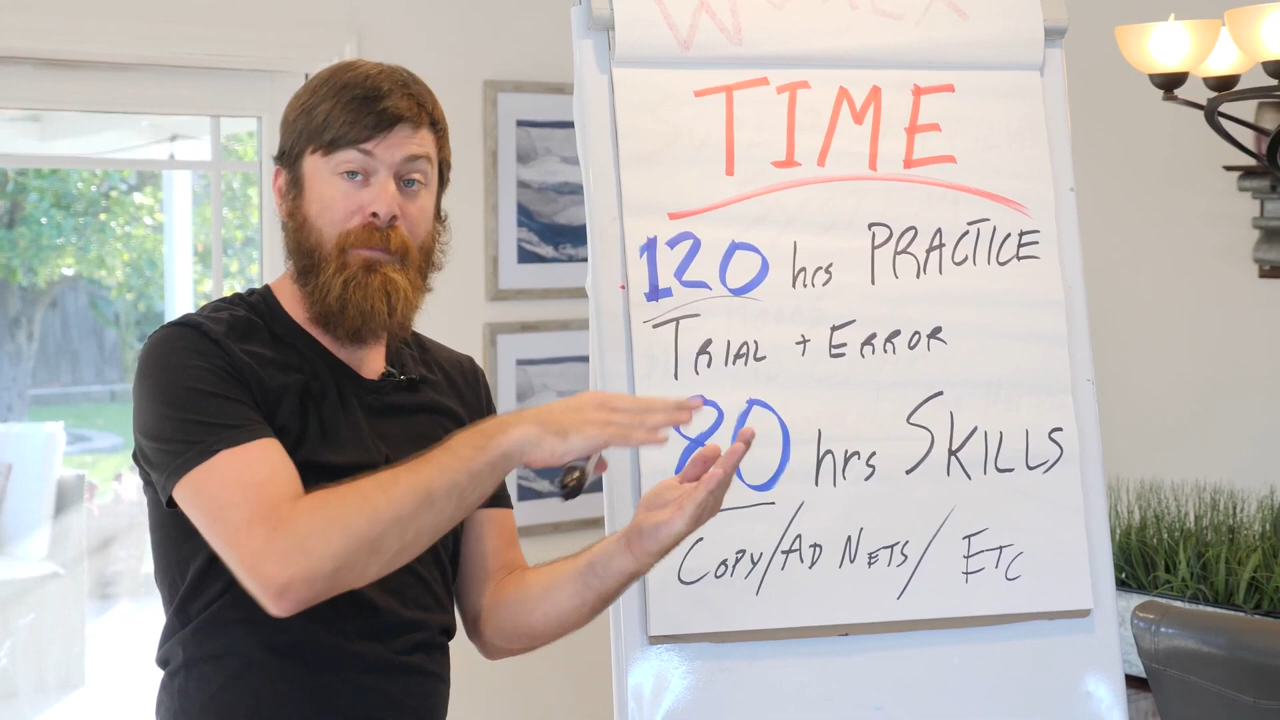 TIME
120 hrs PRACTICE
TRIAL + ERROR
80 hrs SKILLS
COPY/AD NETS/ ETC